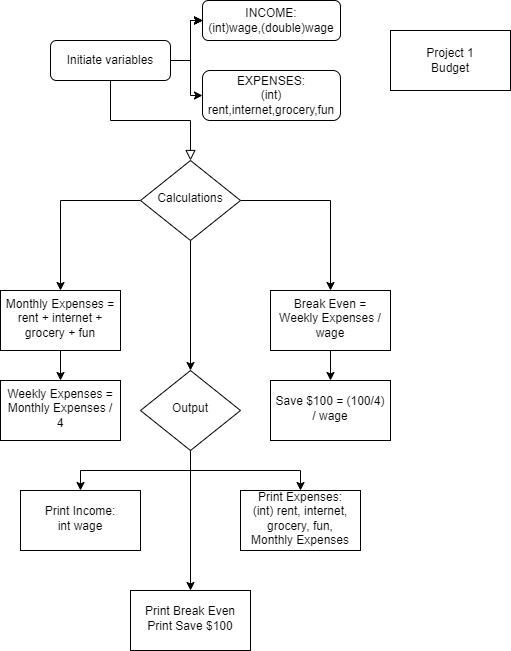 INCOME:
(int)wage,(double)wage
Initiate variables
EXPENSES:
(int)
rent,internet,grocery,fun
Project 1
Budget
Calculations
Monthly Expenses =
rent + internet +
grocery + fun
Break Even =
Weekly Expenses /
wage
Weekly Expenses =
Monthly Expenses /
4
Output
Save $100 = (100/4)
/ wage
Print Income:
int wage
Print Expenses:
(int) rent, internet,
grocery, fun,
Monthly Expenses
Print Break Even
Print Save $100